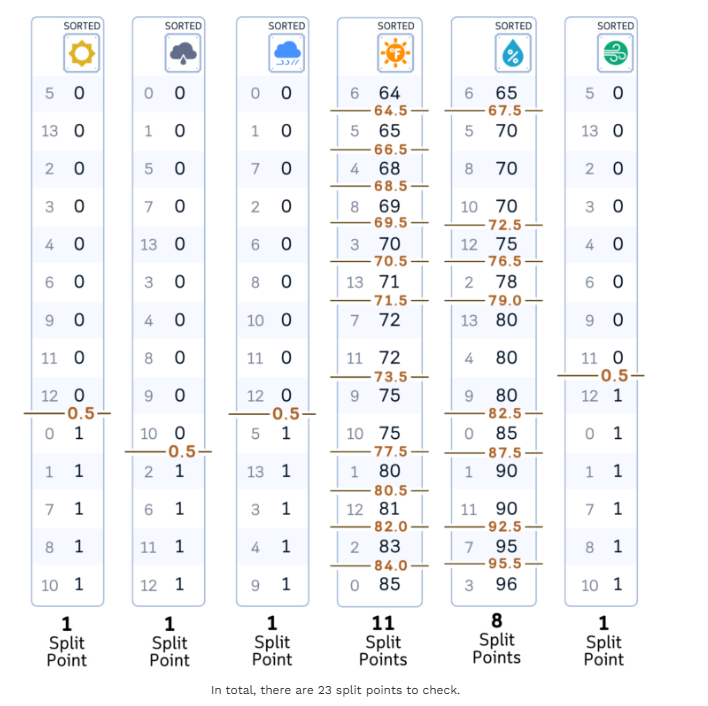 SORTED SORTED SORTED SORTED SORTED SORTED
°F %
5 0 0 0 0 0 6 64 6 65 5 0
64.5 67.5
13 0 1 0 1 0 5 65 5 70 13 0
66.5
2 0 5 0 7 0 4 68 8 70 2 0
68.5
3 0 7 0 2 0 8 69 10 70 3 0
69.5 72.5
4 0 13 0 6 0 3 70 12 75 4 0
70.5 76.5
6 0 3 0 8 0 13 71 2 78 6 0
71.5 79.0
9 0 4 0 10 0 7 72 13 80 9 0
11 0 8 0 11 0 11 72 4 80 11 0
73.5 0.5
12 0 9 0 12 0 9 75 9 80 12 1
0.5 0.5 82.5
0 1 10 0 5 1 10 75 0 85 0 1
0.5 77.5 87.5
1 1 2 1 13 1 1 80 1 90 1 1
80.5
7 1 6 1 3 1 12 81 11 90 7 1
82.0 92.5
8 1 11 1 4 1 2 83 7 95 8 1
84.0 95.5
10 1 12 1 9 1 0 85 3 96 10 1
1 1 1 11 8 1
Split Split Split Split Split Split
Point Point Point Points Points Point
In total, there are 23 split points to check.